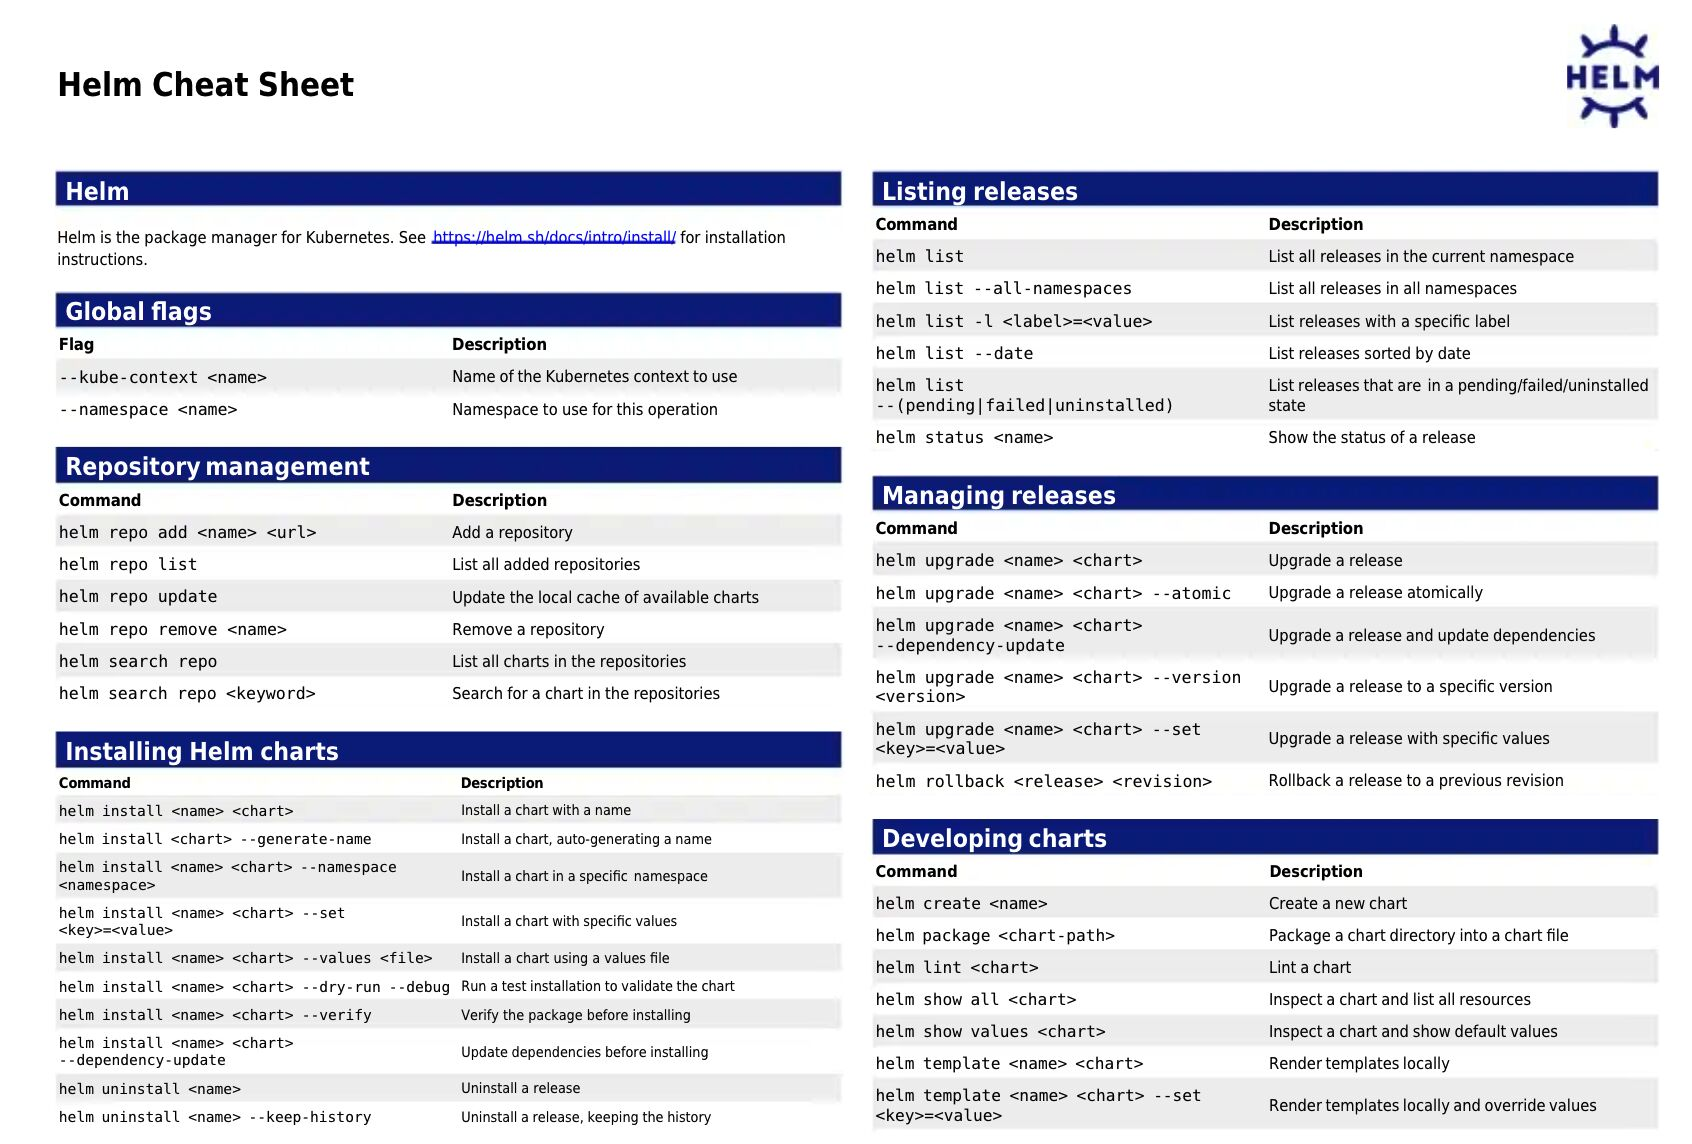 Helm Cheat Sheet
HELM
Helm
Helm is the package manager for Kubernetes. See https://helm.sh/docs/intro/install/ for installation
instructions.
Global flags
Flag Description
--kube-context <name> Name of the Kubernetes context to use
--namespace <name> Namespace to use for this operation
Repository management
Command Description
helm repo add <name> <url> Add a repository
helm repo list List all added repositories
helm repo update Update the local cache of available charts
helm repo remove <name> Remove a repository
helm search repo List all charts in the repositories
helm search repo <keyword> Search for a chart in the repositories
Installing Helm charts
Command Description
helm install <name> <chart> Install a chart with a name
helm install <chart> --generate-name Install a chart, auto-generating a name
helm install <name> <chart> --namespace
<namespace> Install a chart in a specific namespace
helm install <name> <chart> --set
<key>=<value> Install a chart with specific values
helm install <name> <chart> --values <file> Install a chart using a values file
helm install <name> <chart> --dry-run --debug Run a test installation to validate the chart
helm install <name> <chart> --verify Verify the package before installing
helm install <name> <chart>
--dependency-update Update dependencies before installing
helm uninstall <name> Uninstall a release
helm uninstall <name> --keep-history Uninstall a release, keeping the history
Listing releases
Command Description
helm list List all releases in the current namespace
helm list --all-namespaces List all releases in all namespaces
helm list -l <label>=<value> List releases with a specific label
helm list --date List releases sorted by date
helm list List releases that are in a pending/failed/uninstalled
--(pending|failed|uninstalled) state
helm status <name> Show the status of a release
Managing releases
Command Description
helm upgrade <name> <chart> Upgrade a release
helm upgrade <name> <chart> --atomic Upgrade a release atomically
helm upgrade <name> <chart>
--dependency-update Upgrade a release and update dependencies
helm upgrade <name> <chart> --version
<version> Upgrade a release to a specific version
helm upgrade <name> <chart> --set
<key>=<value> Upgrade a release with specific values
helm rollback <release> <revision> Rollback a release to a previous revision
Developing charts
Command Description
helm create <name> Create a new chart
helm package <chart-path> Package a chart directory into a chart file
helm lint <chart> Lint a chart
helm show all <chart> Inspect a chart and list all resources
helm show values <chart> Inspect a chart and show default values
helm template <name> <chart> Render templates locally
helm template <name> <chart> --set
<key>=<value> Render templates locally and override values